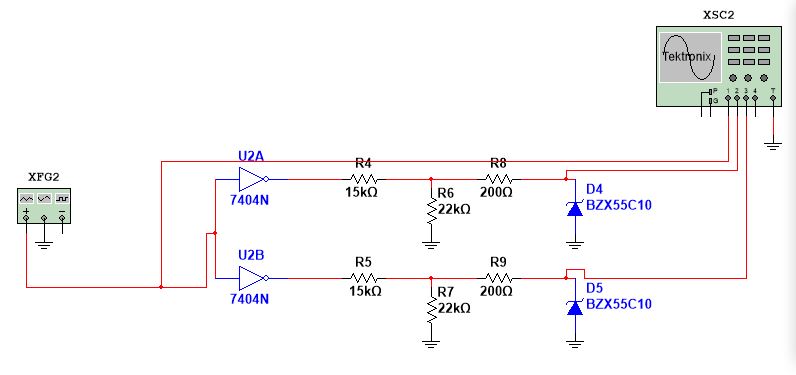 XSC2
Tektronix
P
G
1 2 3 4 T
XFG2
+ −
U2A
7404N
R4
15kΩ
R6
22kΩ
R8
200Ω
D4
BZX55C10
U2B
7404N
R5
15kΩ
R7
22kΩ
R9
200Ω
D5
BZX55C10